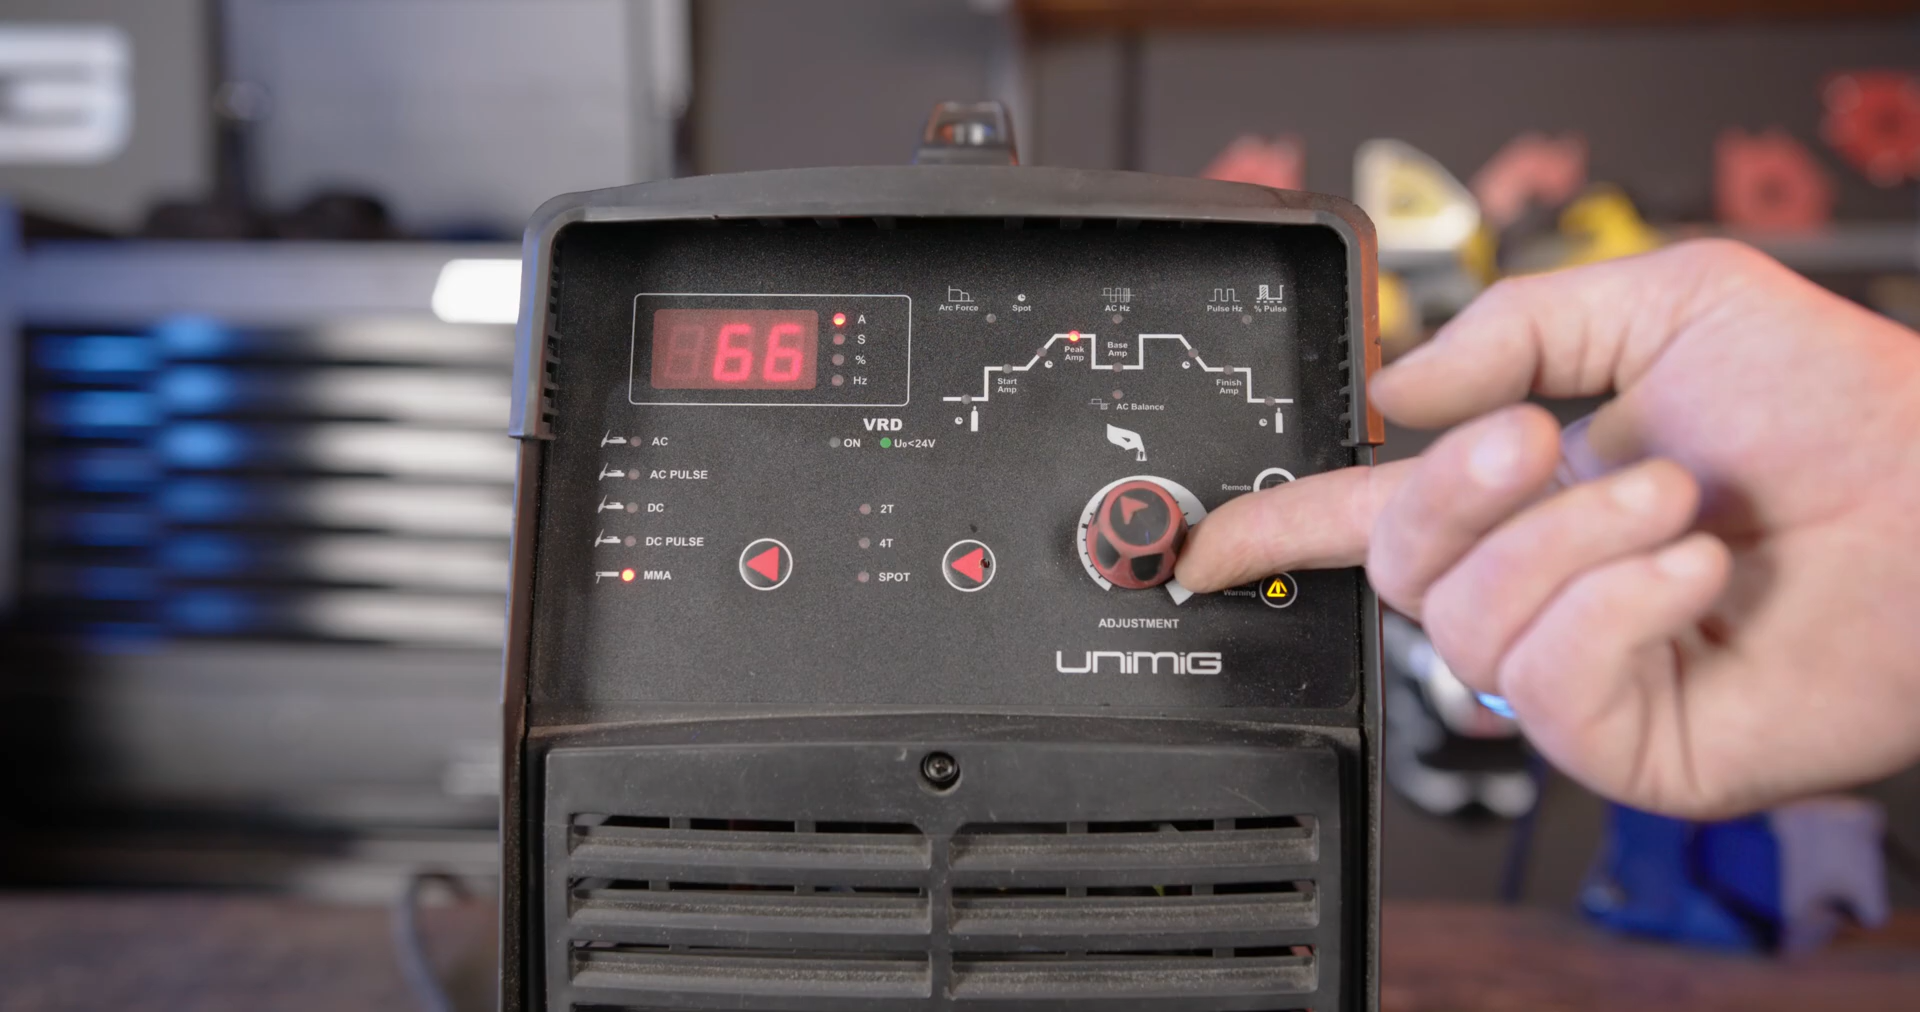 66
A
S
%
Hz
Arc Force
Spot
AC Hz
Pulse Hz
% Pulse
Peak
Amp
Base
Amp
Start
Amp
Finish
Amp
AC Balance
VRD
ON
U₀<24V
AC
AC PULSE
DC
DC PULSE
MMA
2T
4T
SPOT
Remote
Warning
ADJUSTMENT
UNIMIG
G